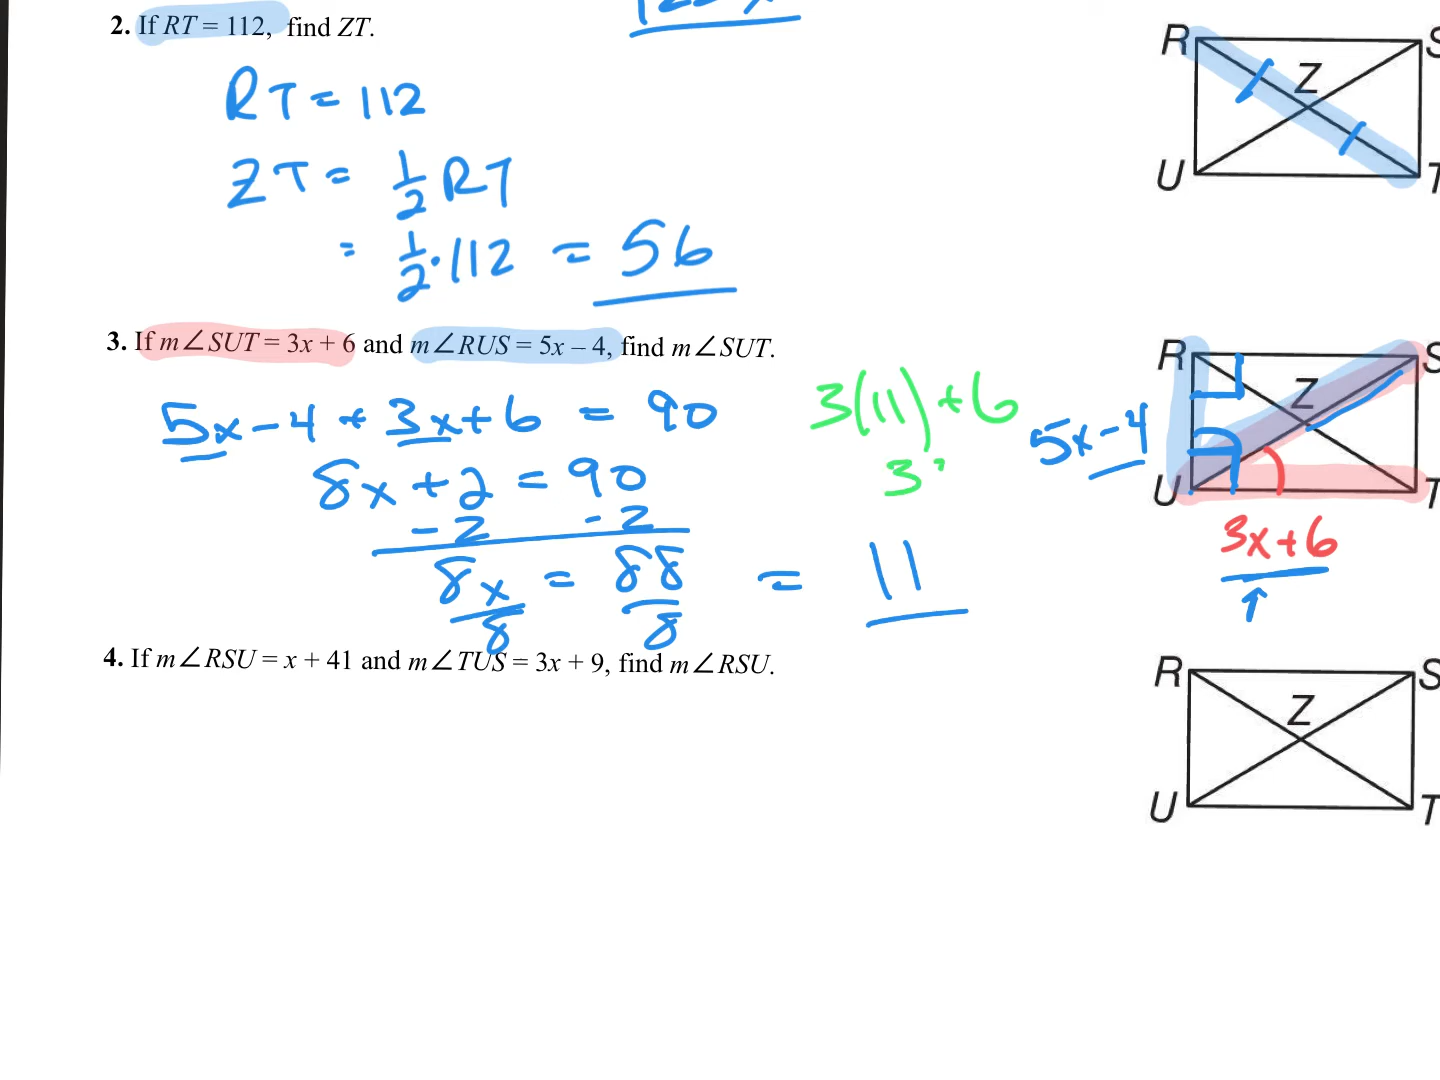 2. If RT = 112, find ZT.
RT = 112
ZT = 1/2 RT
= 1/2 · 112 = 56
R S
Z
U T
3. If m∠SUT = 3x + 6 and m∠RUS = 5x – 4, find m∠SUT.
5x - 4 + 3x + 6 = 90
8x + 2 = 90
- 2 - 2
8x/8 = 88/8 = 11
3(11) + 6
3
5x - 4
R S
Z
U T
3x + 6
4. If m∠RSU = x + 41 and m∠TUS = 3x + 9, find m∠RSU.
R S
Z
U T